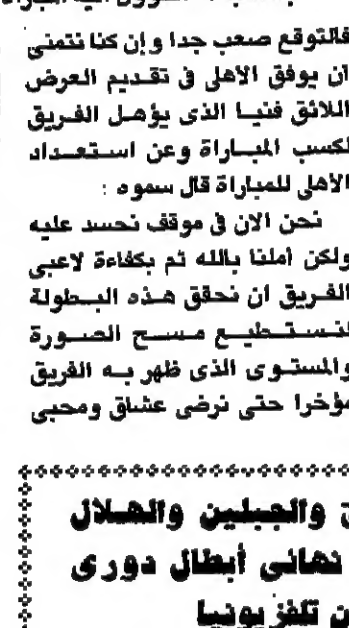 فالتوقع صعب جدا وإن كنا نتمنى
أن يوفق الأهلى فى تقديم العرض
اللائق فنيا الذى يؤهل الفريق
لكسب المباراة وعن استعداد
الأهلى للمباراة قال سموه :
نحن الان فى موقف نحسد عليه
ولكن أملنا بالله ثم بكفاءة لاعبى
الفريق ان نحقق هذه البطولة
لنستطيع مسح الصورة
والمستوى الذى ظهر به الفريق
مؤخرا حتى نرضى عشاق ومحبى
والجبلين والهلال
نهائى أبطال دورى
تلفزيونيا